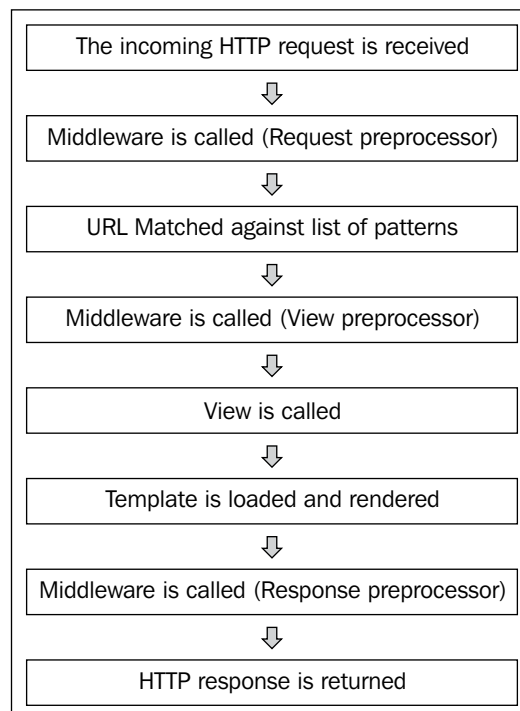 The incoming HTTP request is received
Middleware is called (Request preprocessor)
URL Matched against list of patterns
Middleware is called (View preprocessor)
View is called
Template is loaded and rendered
Middleware is called (Response preprocessor)
HTTP response is returned